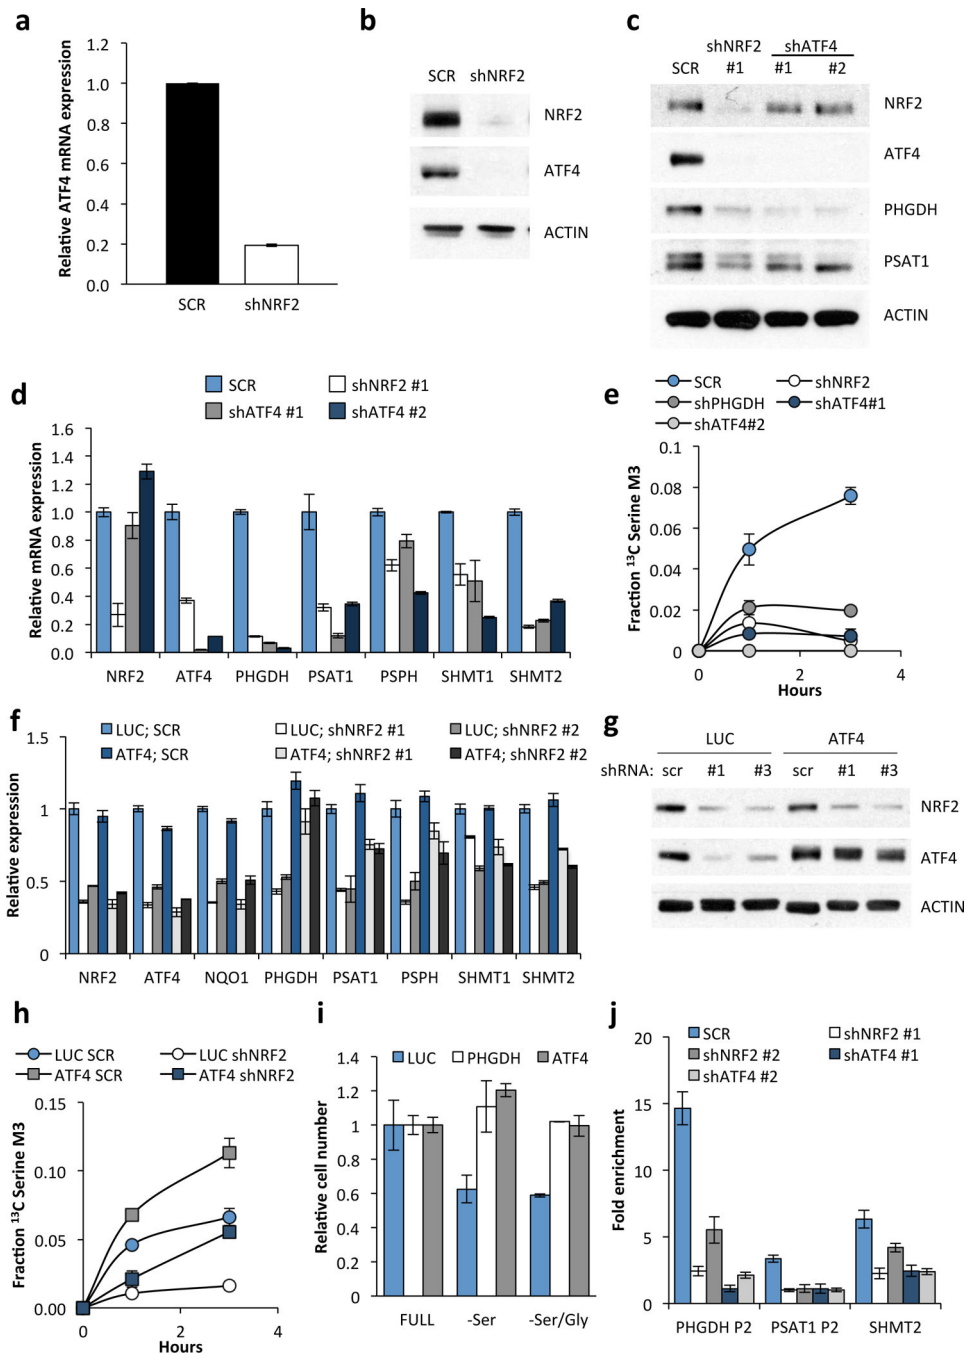 a
Relative ATF4 mRNA expression
1.2
1.0
0.8
0.6
0.4
0.2
0.0
SCR
shNRF2
b
SCR shNRF2
NRF2
ATF4
ACTIN
c
shNRF2 shATF4
SCR #1 #1 #2
NRF2
ATF4
PHGDH
PSAT1
ACTIN
d
SCR
shNRF2 #1
shATF4 #1
shATF4 #2
Relative mRNA expression
1.6
1.4
1.2
1.0
0.8
0.6
0.4
0.2
0.0
NRF2 ATF4 PHGDH PSAT1 PSPH SHMT1 SHMT2
e
SCR
shNRF2
shPHGDH
shATF4#1
shATF4#2
Fraction ¹³C Serine M3
0.1
0.08
0.06
0.04
0.02
0
0 2 4
Hours
f
LUC; SCR
LUC; shNRF2 #1
LUC; shNRF2 #2
ATF4; SCR
ATF4; shNRF2 #1
ATF4; shNRF2 #2
Relative expression
1.5
1
0.5
0
NRF2 ATF4 NQO1 PHGDH PSAT1 PSPH SHMT1 SHMT2
g
LUC ATF4
shRNA: scr #1 #3 scr #1 #3
NRF2
ATF4
ACTIN
h
LUC SCR
LUC shNRF2
ATF4 SCR
ATF4 shNRF2
Fraction ¹³C Serine M3
0.15
0.10
0.05
0.00
0 2 4
Hours
i
LUC PHGDH ATF4
Relative cell number
1.4
1.2
1
0.8
0.6
0.4
0.2
0
FULL -Ser -Ser/Gly
j
SCR
shNRF2 #1
shNRF2 #2
shATF4 #1
shATF4 #2
Fold enrichment
20
15
10
5
0
PHGDH P2 PSAT1 P2 SHMT2